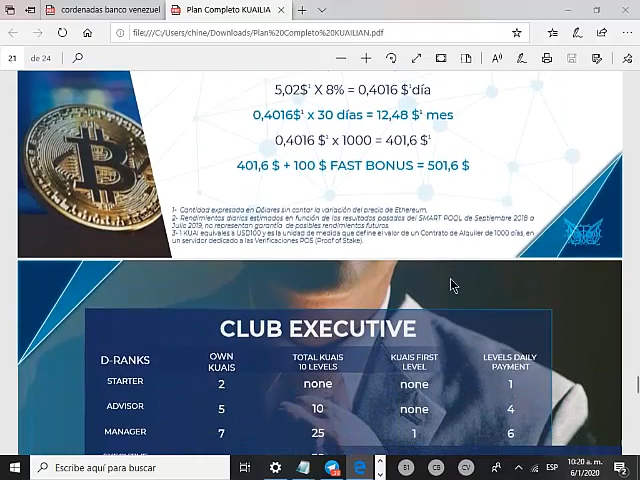 cordenadas banco venezuel
Plan Completo KUAILIA
file:///C:/Users/chine/Downloads/Plan%20Completo%20KUAILIAN.pdf
21 de 24
5,02$¹ X 8% = 0,4016 $¹día
0,4016$¹ x 30 días = 12,48 $¹ mes
0,4016 $¹ x 1000 = 401,6 $¹
401,6 $ + 100 $ FAST BONUS = 501,6 $
1- Cantidad expresada en Dólares sin contar la variación del precio de Ethereum.
2- Rendimientos diarios estimados en función de los resultados pasados del SMART POOL de Septiembre 2018 a
Julio 2019, no representan garantía de posibles rendimientos futuros.
3-1 KUAI equivales a USD100 y es la unidad de medida que define el valor de un Contrato de Alquiler de 1000 días, en
un servidor dedicado a las Verificaciones POS (Proof of Stake).
CLUB EXECUTIVE
D-RANKS OWN KUAIS TOTAL KUAIS 10 LEVELS KUAIS FIRST LEVEL LEVELS DAILY PAYMENT
STARTER 2 none none 1
ADVISOR 5 10 none 4
MANAGER 7 25 1 6
Escribe aquí para buscar
B1 CB CV
ESP
10:20 a. m.
6/1/2020
2